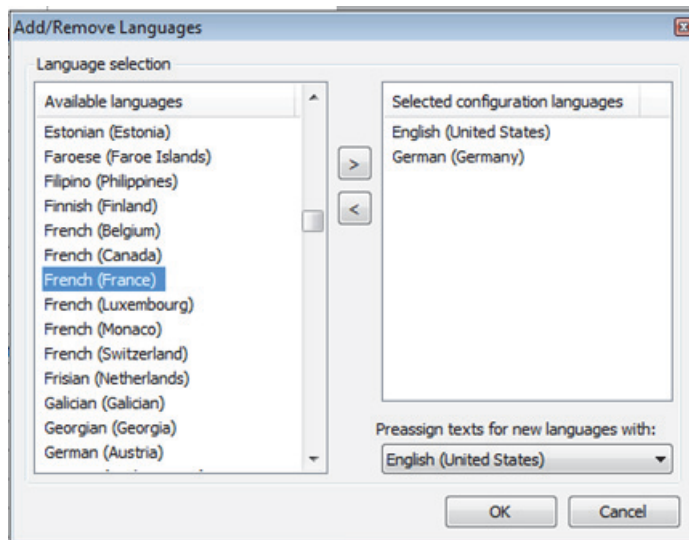 Add/Remove Languages
Language selection
Available languages
Estonian (Estonia)
Faroese (Faroe Islands)
Filipino (Philippines)
Finnish (Finland)
French (Belgium)
French (Canada)
French (France)
French (Luxembourg)
French (Monaco)
French (Switzerland)
Frisian (Netherlands)
Galician (Galician)
Georgian (Georgia)
German (Austria)
>
<
Selected configuration languages
English (United States)
German (Germany)
Preassign texts for new languages with:
English (United States)
OK
Cancel